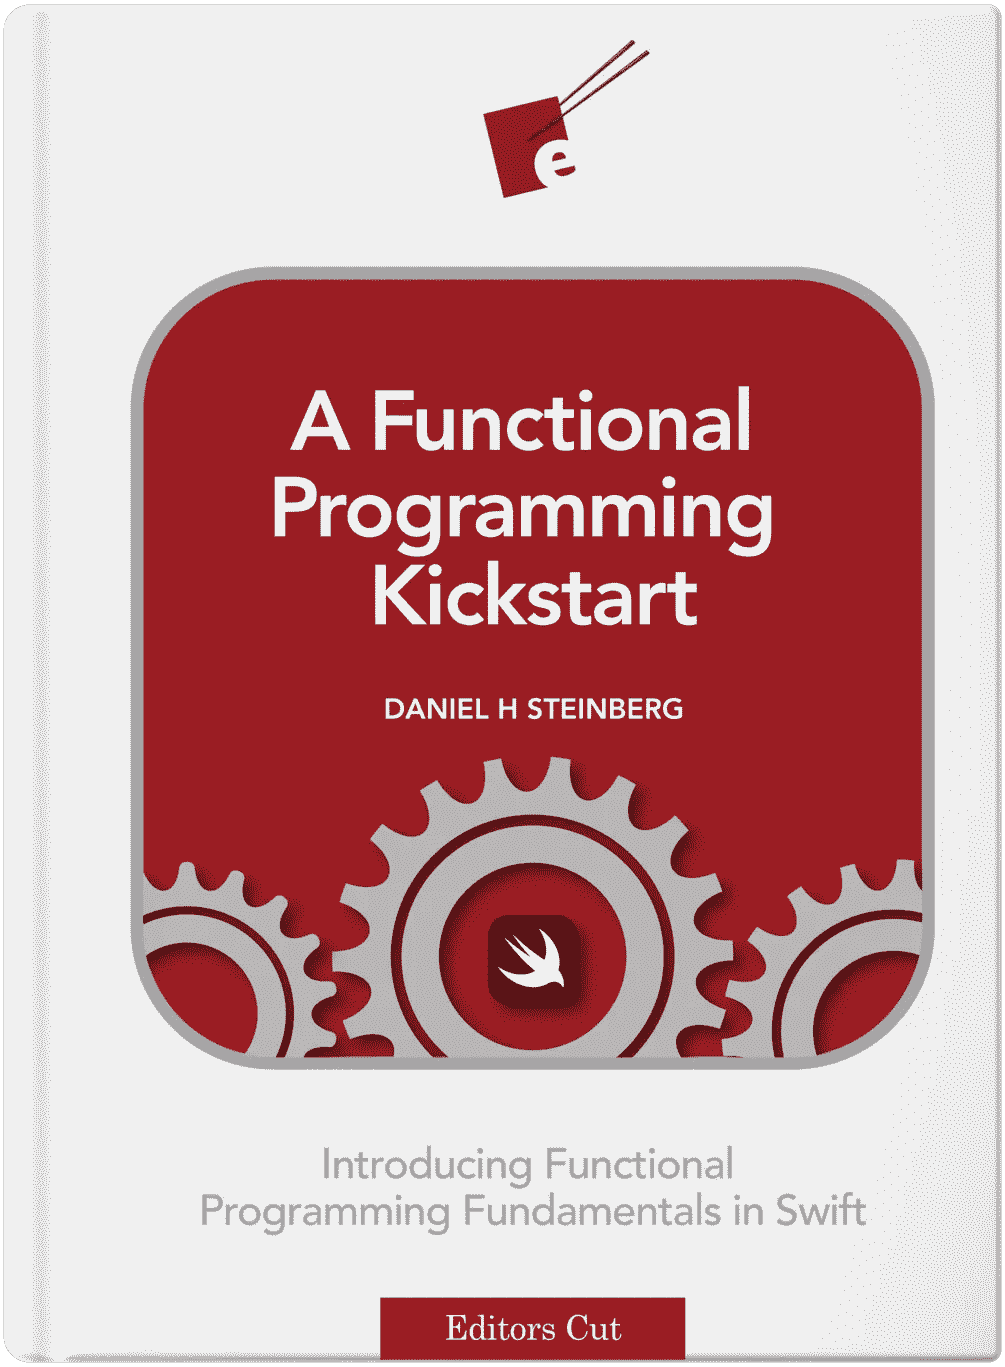 e
A Functional
Programming
Kickstart
DANIEL H STEINBERG
Introducing Functional
Programming Fundamentals in Swift
Editors Cut